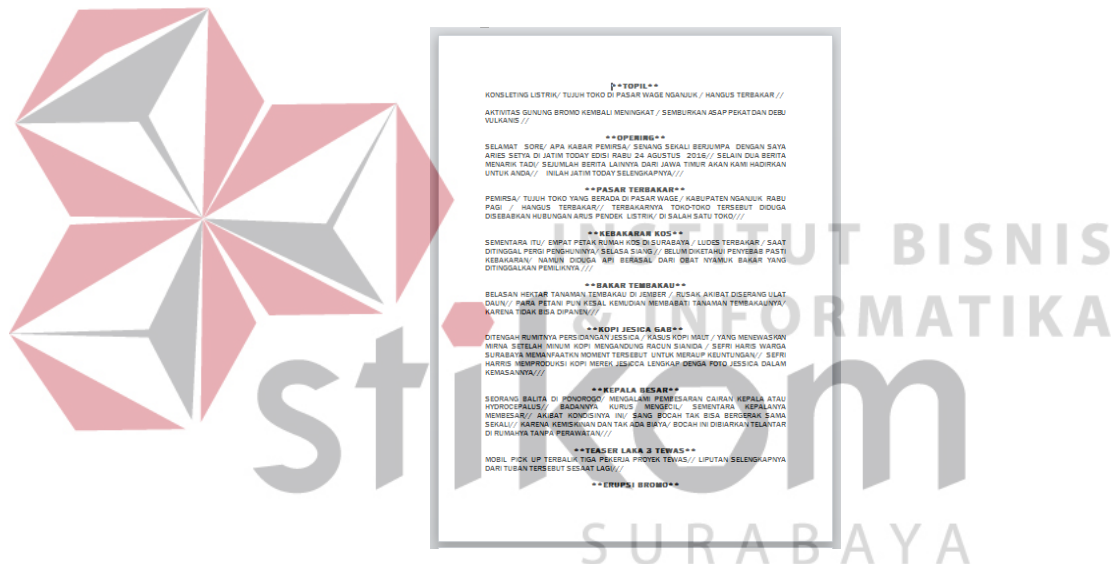 **TOPIL**
KONSLETING LISTRIK/ TUJUH TOKO DI PASAR WAGE NGANJUK / HANGUS TERBAKAR //
AKTIVITAS GUNUNG BROMO KEMBALI MENINGKAT / SEMBURKAN ASAP PEKAT DAN DEBU
VULKANIS //
**OPENING**
SELAMAT SORE/ APA KABAR PEMIRSA/ SENANG SEKALI BERJUMPA DENGAN SAYA
ARIES SETYA DI JATIM TODAY EDISI RABU 24 AGUSTUS 2016// SELAIN DUA BERITA
MENARIK TADI/ SEJUMLAH BERITA LAINNYA DARI JAWA TIMUR AKAN KAMI HADIRKAN
UNTUK ANDA// INILAH JATIM TODAY SELENGKAPNYA///
**PASAR TERBAKAR**
PEMIRSA/ TUJUH TOKO YANG BERADA DI PASAR WAGE / KABUPATEN NGANJUK RABU
PAGI / HANGUS TERBAKAR// TERBAKARNYA TOKO-TOKO TERSEBUT DIDUGA
DISEBABKAN HUBUNGAN ARUS PENDEK LISTRIK/ DI SALAH SATU TOKO///
**KEBAKARAN KOS**
SEMENTARA ITU/ EMPAT PETAK RUMAH KOS DI SURABAYA / LUDES TERBAKAR / SAAT
DITINGGAL PERGI PENGHUNINYA/ SELASA SIANG // BELUM DIKETAHUI PENYEBAB PASTI
KEBAKARAN/ NAMUN DIDUGA API BERASAL DARI OBAT NYAMUK BAKAR YANG
DITINGGALKAN PEMILIKNYA ///
**BAKAR TEMBAKAU**
BELASAN HEKTAR TANAMAN TEMBAKAU DI JEMBER / RUSAK AKIBAT DISERANG ULAT
DAUN// PARA PETANI PUN KESAL KEMUDIAN MEMBABATI TANAMAN TEMBAKAUNYA/
KARENA TIDAK BISA DIPANEN///
**KOPI JESICA GAB**
DITENGAH RUMITNYA PERSIDANGAN JESSICA / KASUS KOPI MAUT / YANG MENEWASKAN
MIRNA SETELAH MINUM KOPI MENGANDUNG RACUN SIANIDA / SEFRI HARIS WARGA
SURABAYA MEMANFAATKN MOMENT TERSEBUT UNTUK MERAUP KEUNTUNGAN// SEFRI
HARRIS MEMPRODUKSI KOPI MEREK JESICCA LENGKAP DENGA FOTO JESSICA DALAM
KEMASANNYA///
**KEPALA BESAR**
SEORANG BALITA DI PONOROGO/ MENGALAMI PEMBESARAN CAIRAN KEPALA ATAU
HYDROCEPALUS// BADANNYA KURUS MENGECIL/ SEMENTARA KEPALANYA
MEMBESAR// AKIBAT KONDISINYA INI/ SANG BOCAH TAK BISA BERGERAK SAMA
SEKALI// KARENA KEMISKINAN DAN TAK ADA BIAYA/ BOCAH INI DIBIARKAN TELANTAR
DI RUMAHYA TANPA PERAWATAN///
**TEASER LAKA 3 TEWAS**
MOBIL PICK UP TERBALIK TIGA PEKERJA PROYEK TEWAS// LIPUTAN SELENGKAPNYA
DARI TUBAN TERSEBUT SESAAT LAGI///
**ERUPSI BROMO**
INSTITUT BISNIS
& INFORMATIKA
stikom
SURABAYA